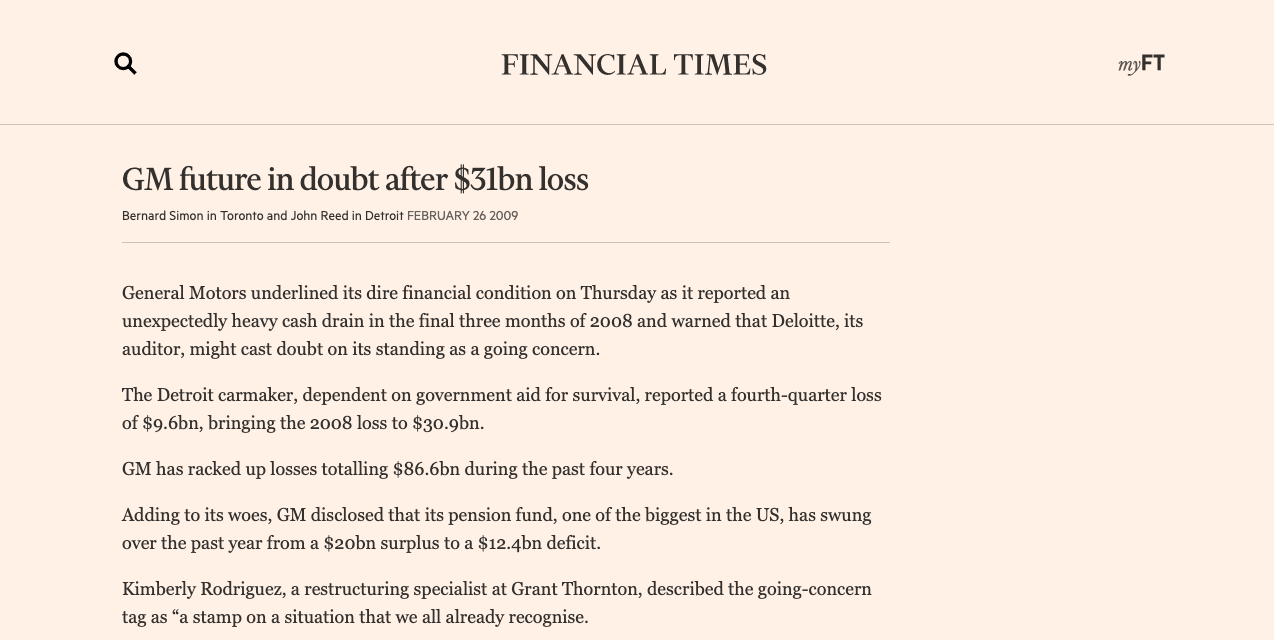 FINANCIAL TIMES
myFT
GM future in doubt after $31bn loss
Bernard Simon in Toronto and John Reed in Detroit FEBRUARY 26 2009
General Motors underlined its dire financial condition on Thursday as it reported an
unexpectedly heavy cash drain in the final three months of 2008 and warned that Deloitte, its
auditor, might cast doubt on its standing as a going concern.
The Detroit carmaker, dependent on government aid for survival, reported a fourth-quarter loss
of $9.6bn, bringing the 2008 loss to $30.9bn.
GM has racked up losses totalling $86.6bn during the past four years.
Adding to its woes, GM disclosed that its pension fund, one of the biggest in the US, has swung
over the past year from a $20bn surplus to a $12.4bn deficit.
Kimberly Rodriguez, a restructuring specialist at Grant Thornton, described the going-concern
tag as “a stamp on a situation that we all already recognise.